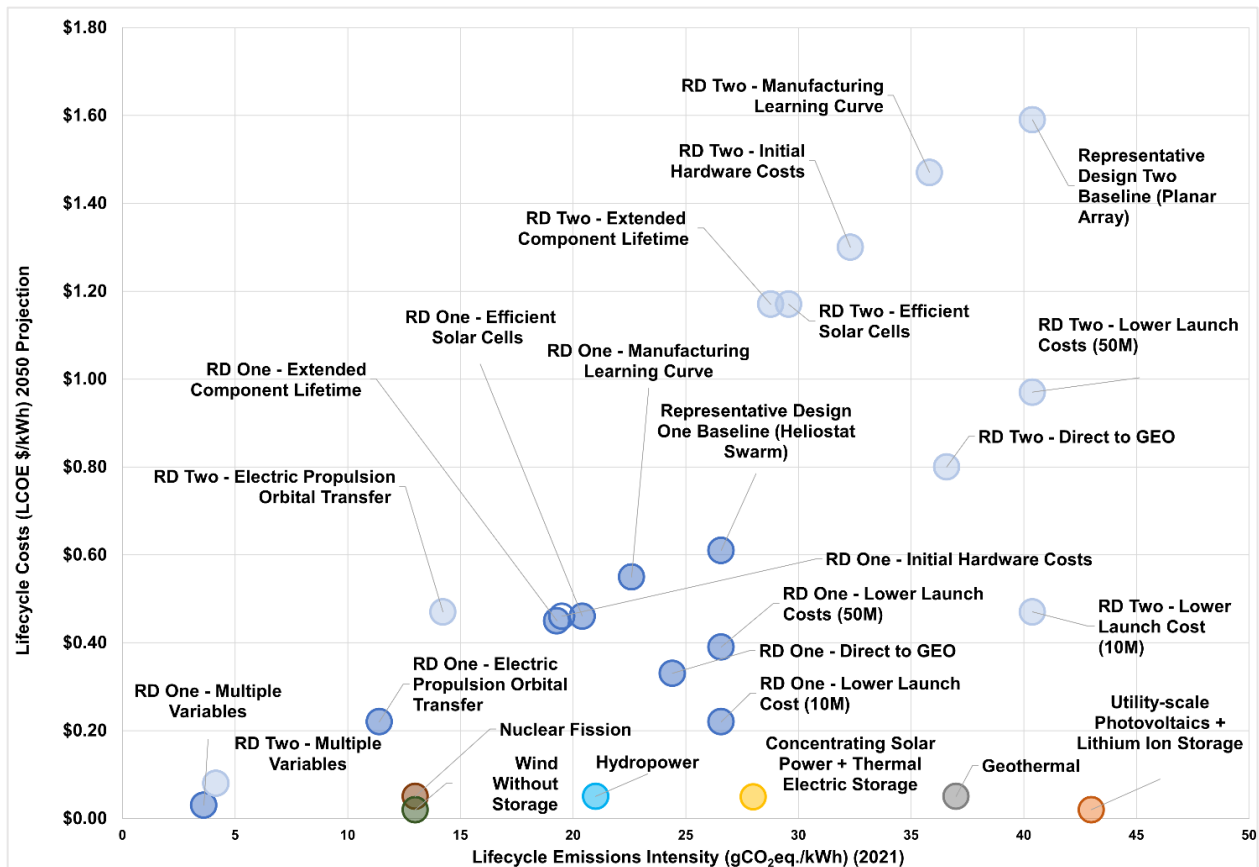 $1.80
$1.60
$1.40
$1.20
$1.00
$0.80
$0.60
$0.40
$0.20
$0.00
Lifecycle Costs (LCOE $/kWh) 2050 Projection
RD Two - Manufacturing
Learning Curve
RD Two - Initial
Hardware Costs
Representative
Design Two
Baseline (Planar
Array)
RD Two - Extended
Component Lifetime
RD One - Efficient
Solar Cells
RD Two - Efficient
Solar Cells
RD Two - Lower Launch
Costs (50M)
RD One - Manufacturing
Learning Curve
RD One - Extended
Component Lifetime
Representative Design
One Baseline (Heliostat
Swarm)
RD Two - Direct to GEO
RD Two - Electric Propulsion
Orbital Transfer
RD One - Initial Hardware Costs
RD One - Lower Launch
Costs (50M)
RD Two - Lower
Launch Cost
(10M)
RD One - Direct to GEO
RD One - Electric
Propulsion Orbital
Transfer
RD One - Multiple
Variables
RD One - Lower Launch
Cost (10M)
Utility-scale
Photovoltaics +
Lithium Ion Storage
Nuclear Fission
RD Two - Multiple
Variables
Wind
Without
Storage
Hydropower
Concentrating Solar
Power + Thermal
Electric Storage
Geothermal
0
5
10
15
20
25
30
35
40
45
50
Lifecycle Emissions Intensity (gCO₂eq./kWh) (2021)